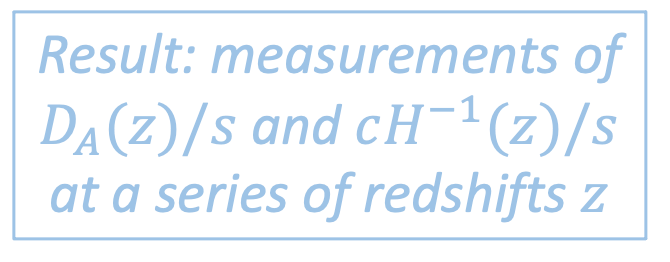 Result: measurements of
D_A(z)/s and cH⁻¹(z)/s
at a series of redshifts z